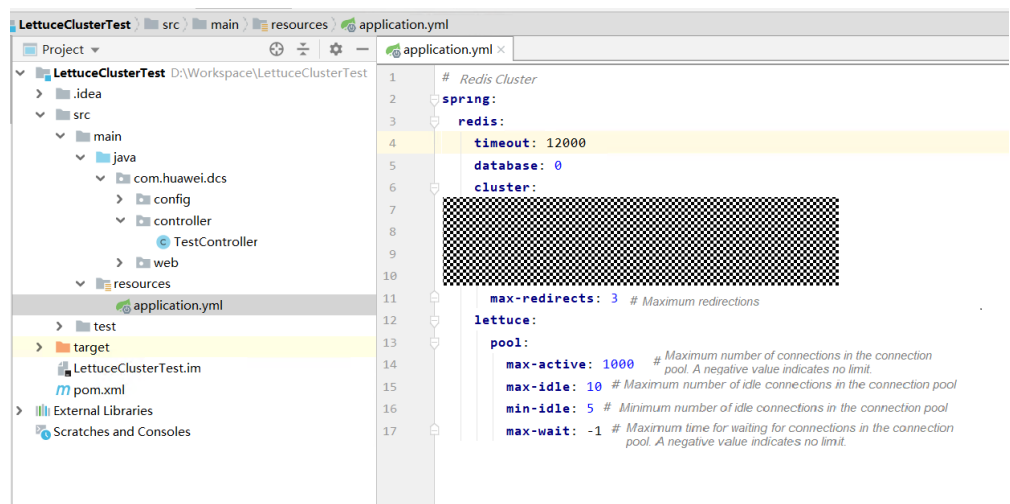 LettuceClusterTest src main resources application.yml
Project
application.yml
LettuceClusterTest D:\Workspace\LettuceClusterTest
.idea
src
main
java
com.huawei.dcs
config
controller
TestController
web
resources
application.yml
test
target
LettuceClusterTest.im
pom.xml
External Libraries
Scratches and Consoles
1 # Redis Cluster
2 spring:
3 redis:
4 timeout: 12000
5 database: 0
6 cluster:
7
8
9
10
11 max-redirects: 3 # Maximum redirections
12 lettuce:
13 pool:
14 max-active: 1000 # Maximum number of connections in the connection
pool. A negative value indicates no limit.
15 max-idle: 10 # Maximum number of idle connections in the connection pool
16 min-idle: 5 # Minimum number of idle connections in the connection pool
17 max-wait: -1 # Maximum time for waiting for connections in the connection
pool. A negative value indicates no limit.